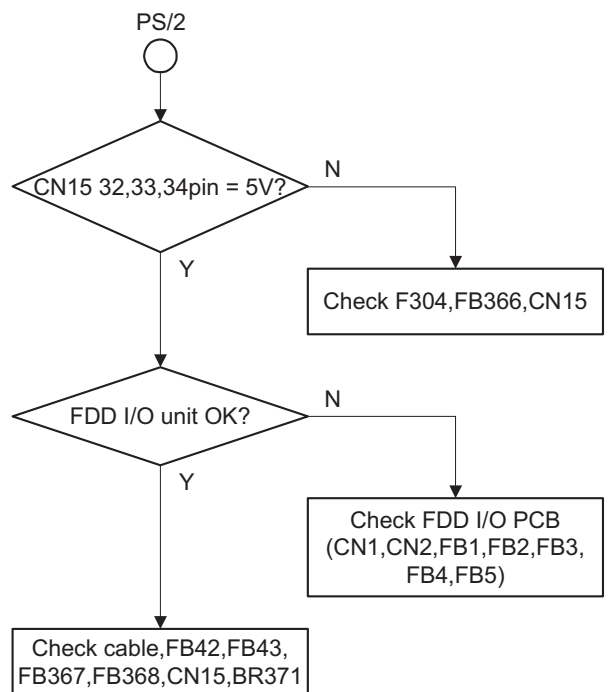 PS/2
CN15 32,33,34pin = 5V?
N
Y
Check F304,FB366,CN15
FDD I/O unit OK?
N
Y
Check FDD I/O PCB
(CN1,CN2,FB1,FB2,FB3,
FB4,FB5)
Check cable,FB42,FB43,
FB367,FB368,CN15,BR371